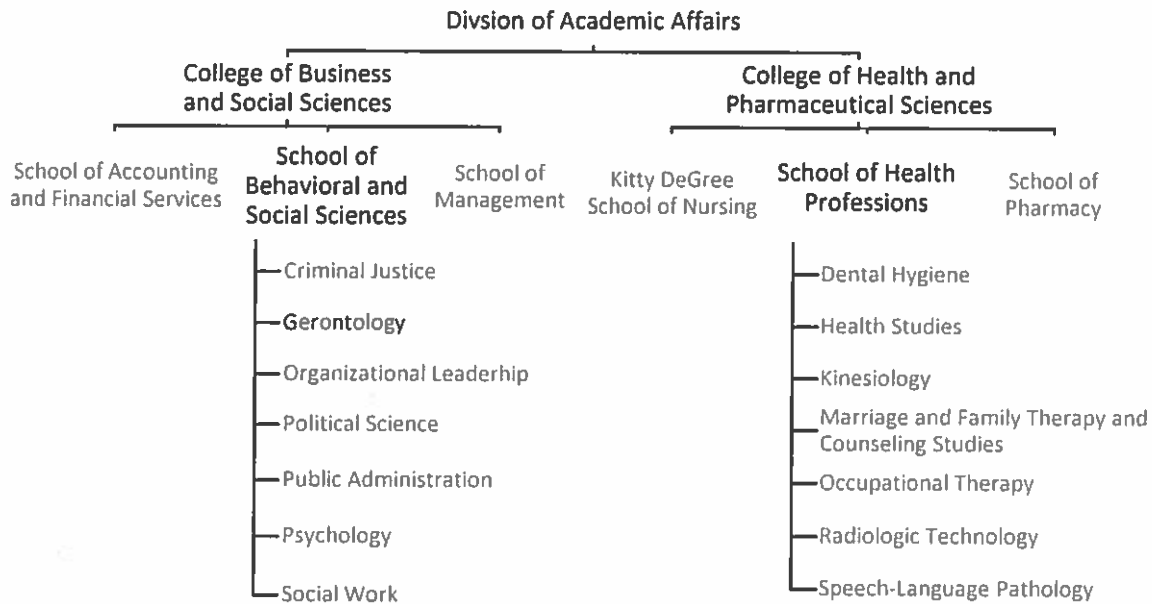 Divsion of Academic Affairs
College of Business
and Social Sciences
College of Health and
Pharmaceutical Sciences
School of Accounting
and Financial Services
School of
Behavioral and
Social Sciences
School of
Management
Kitty DeGree
School of Nursing
School of Health
Professions
School of
Pharmacy
Criminal Justice
Gerontology
Organizational Leaderhip
Political Science
Public Administration
Psychology
Social Work
Dental Hygiene
Health Studies
Kinesiology
Marriage and Family Therapy and
Counseling Studies
Occupational Therapy
Radiologic Technology
Speech-Language Pathology